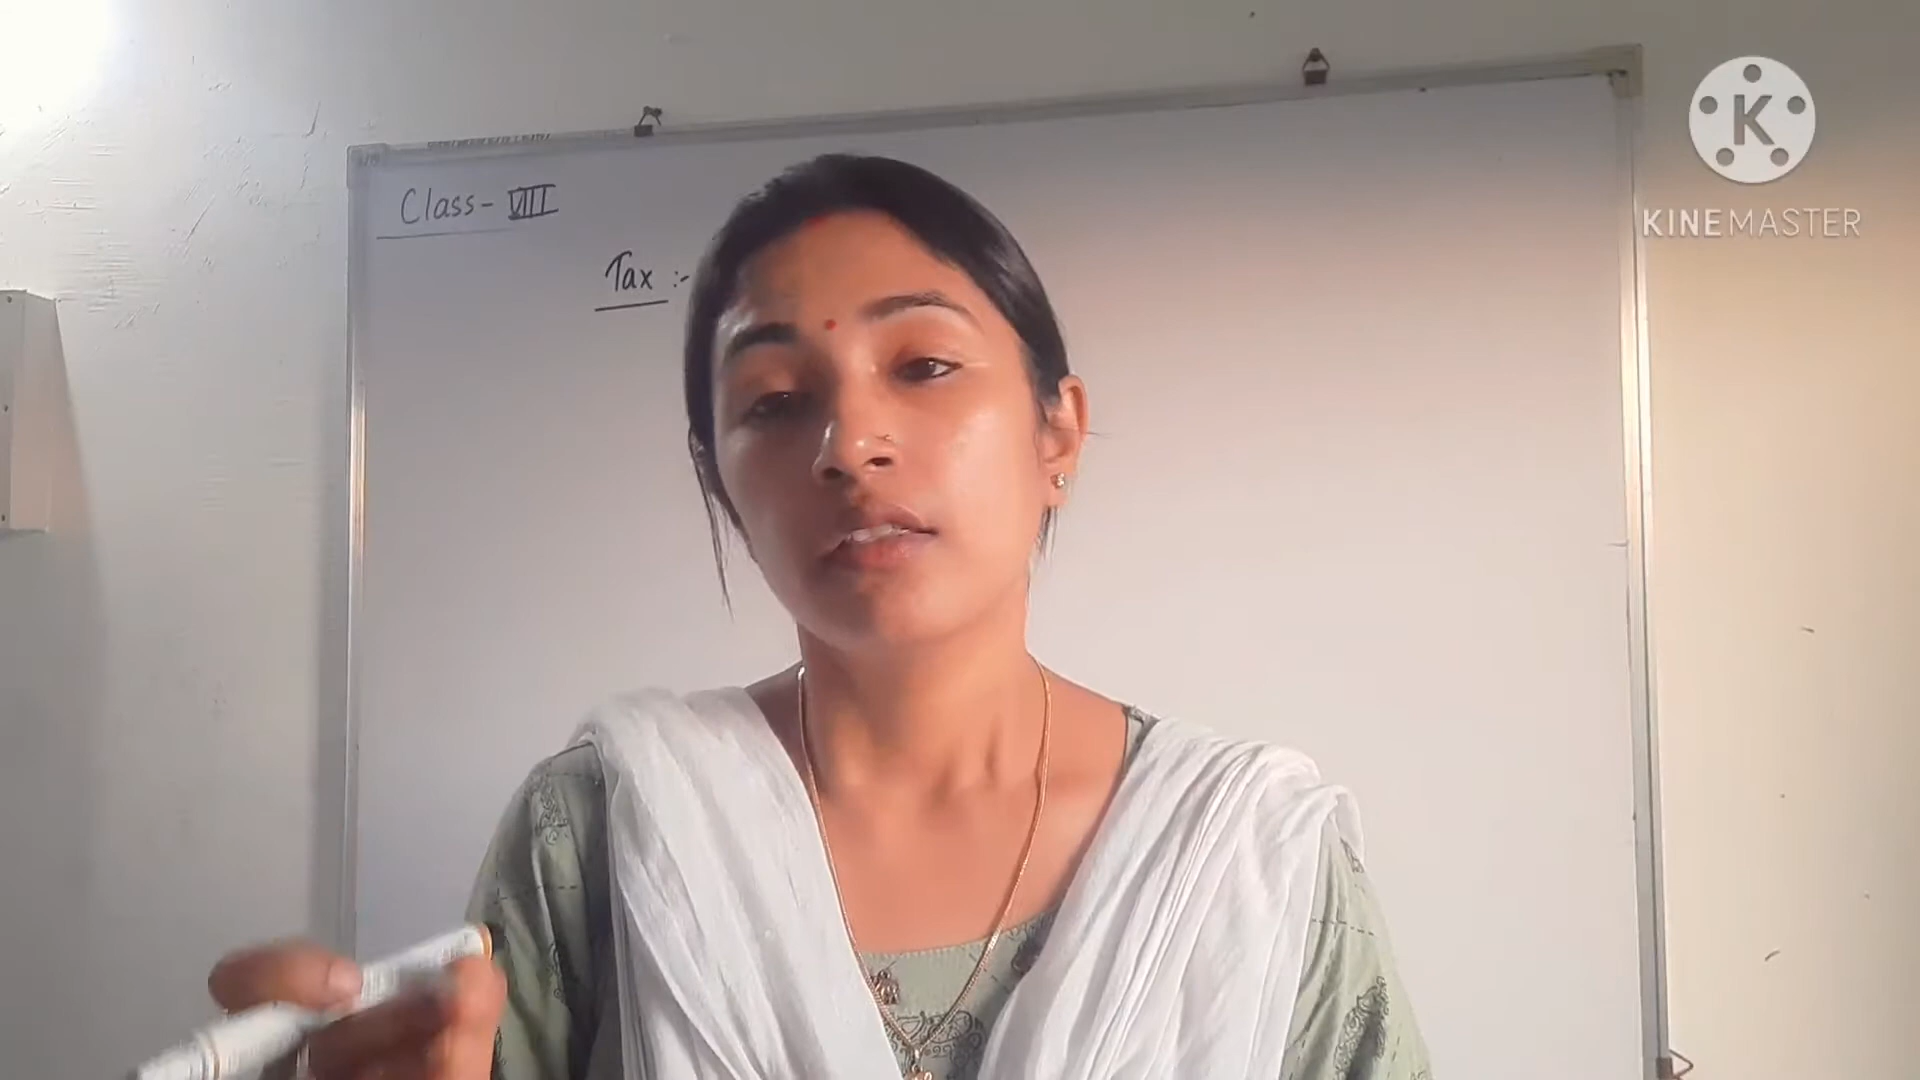 Class- VIII
Tax :-
K
KINEMASTER